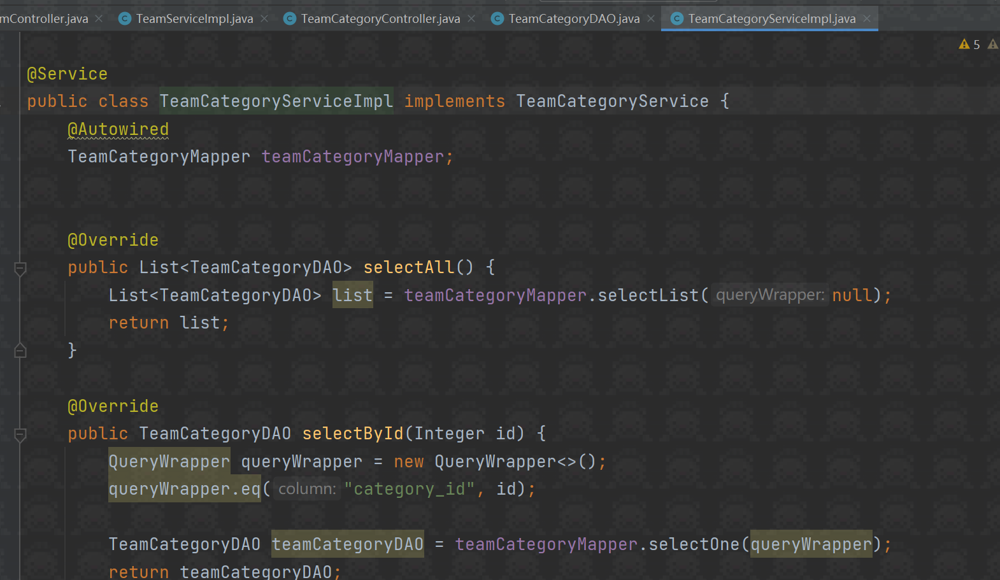 mController.java × C TeamServiceImpl.java × C TeamCategoryController.java × C TeamCategoryDAO.java × C TeamCategoryServiceImpl.java ×
5
@Service
public class TeamCategoryServiceImpl implements TeamCategoryService {
@Autowired
TeamCategoryMapper teamCategoryMapper;
@Override
public List<TeamCategoryDAO> selectAll() {
List<TeamCategoryDAO> list = teamCategoryMapper.selectList( queryWrapper: null);
return list;
}
@Override
public TeamCategoryDAO selectById(Integer id) {
QueryWrapper queryWrapper = new QueryWrapper<>();
queryWrapper.eq( column: "category_id", id);
TeamCategoryDAO teamCategoryDAO = teamCategoryMapper.selectOne(queryWrapper);
return teamCategoryDAO;